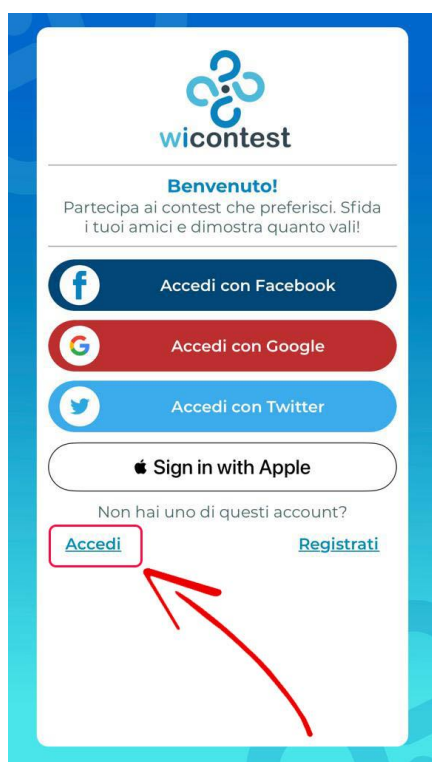 wicontest
Benvenuto!
Partecipa ai contest che preferisci. Sfida
i tuoi amici e dimostra quanto vali!
Accedi con Facebook
Accedi con Google
Accedi con Twitter
Sign in with Apple
Non hai uno di questi account?
Accedi Registrati